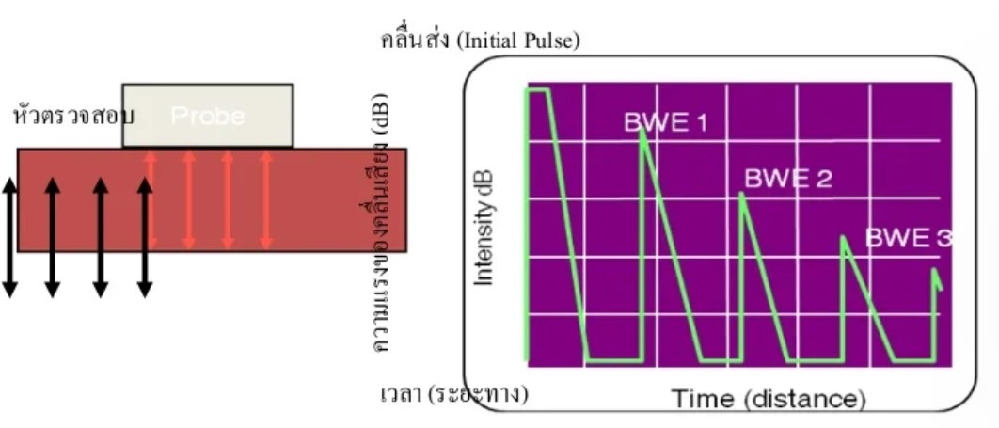 คลื่นส่ง (Initial Pulse)
หัวตรวจสอบ
Probe
ความแรงของคลื่นเสียง (dB)
Intensity dB
BWE 1
BWE 2
BWE 3
เวลา (ระยะทาง)
Time (distance)